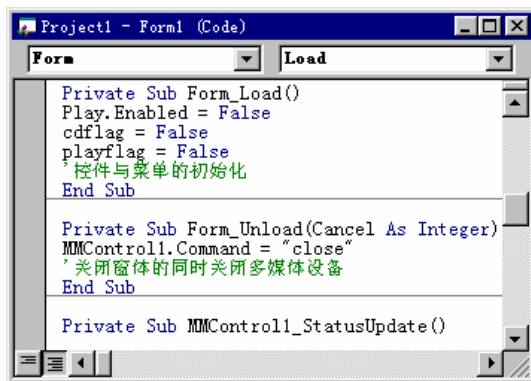 Project1 - Form1 (Code)
Form
Load
Private Sub Form_Load()
Play.Enabled = False
cdflag = False
playflag = False
'控件与菜单的初始化
End Sub
Private Sub Form_Unload(Cancel As Integer)
MMControl1.Command = "close"
'关闭窗体的同时关闭多媒体设备
End Sub
Private Sub MMControl1_StatusUpdate()